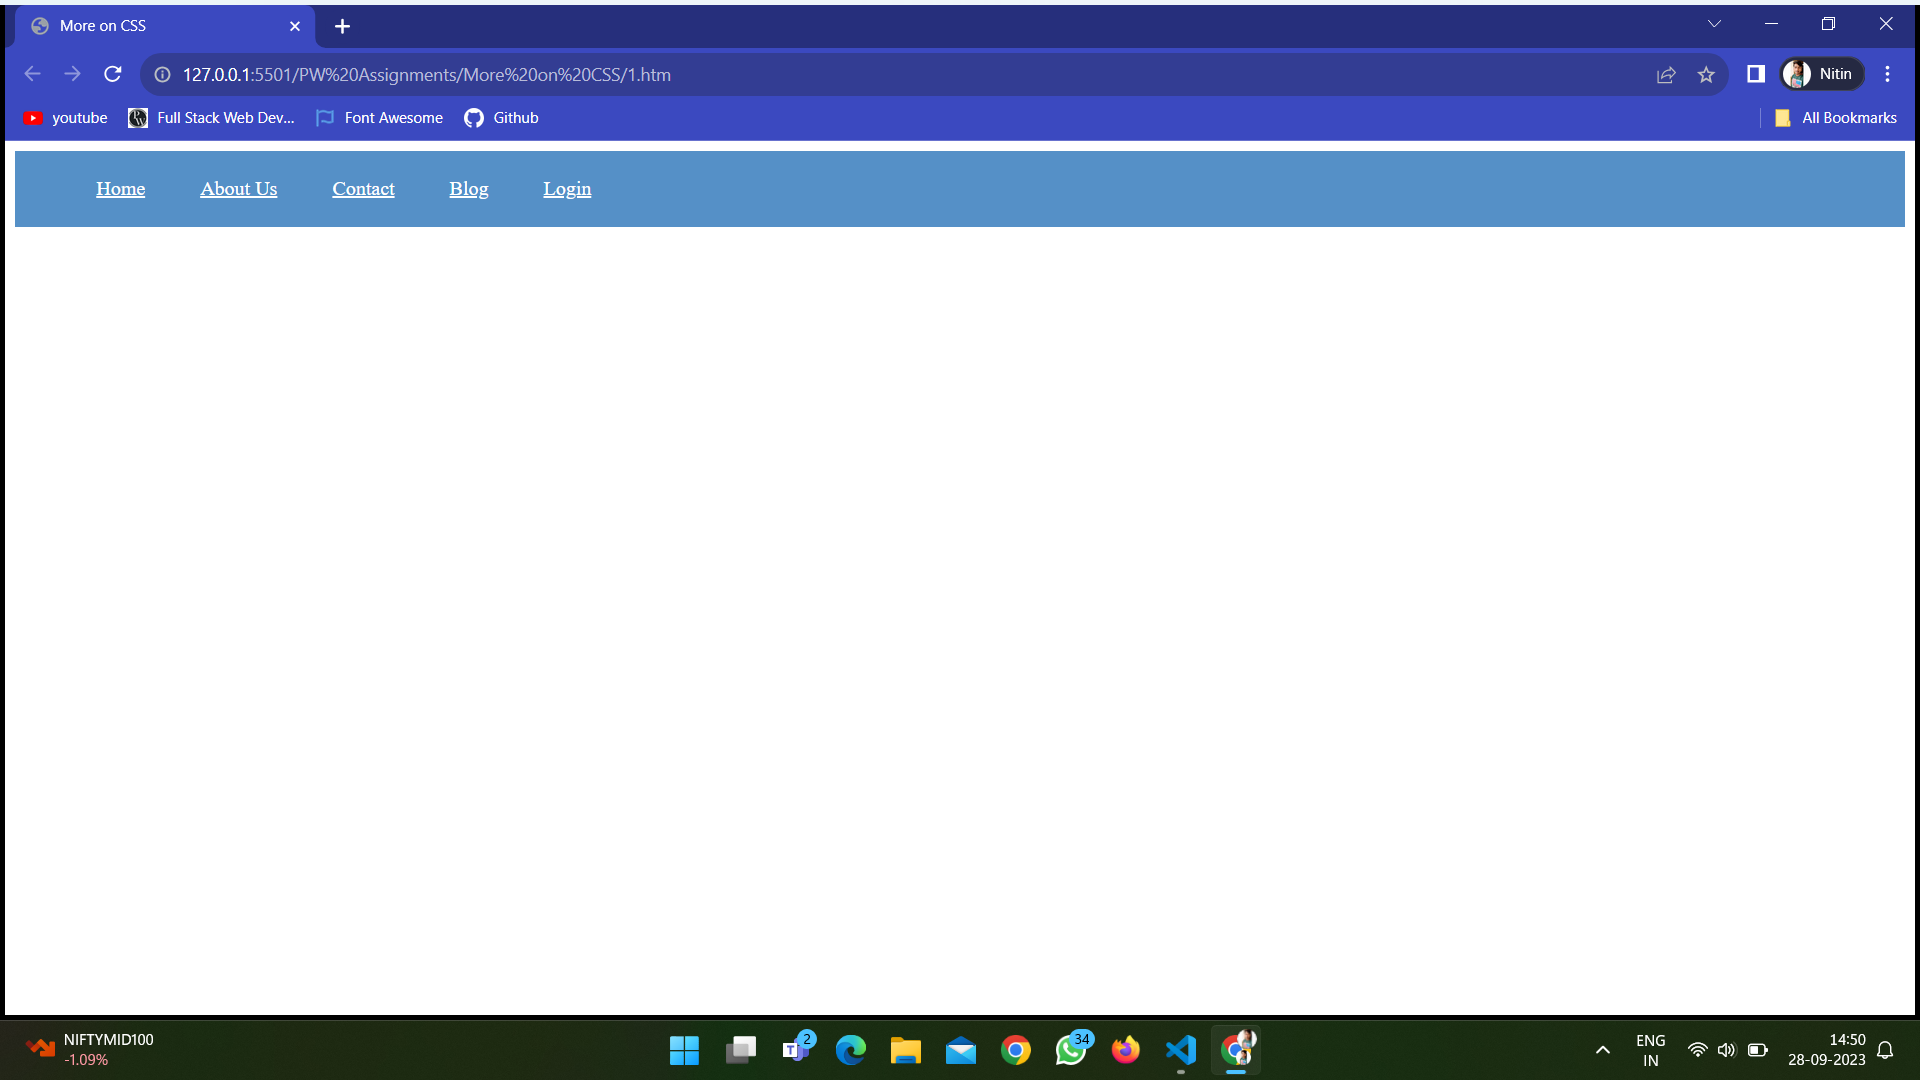 More on CSS
127.0.0.1:5501/PW%20Assignments/More%20on%20CSS/1.htm
Nitin
youtube Full Stack Web Dev... Font Awesome Github All Bookmarks
Home About Us Contact Blog Login
NIFTYMID100
-1.09%
2
34
ENG
IN
14:50
28-09-2023